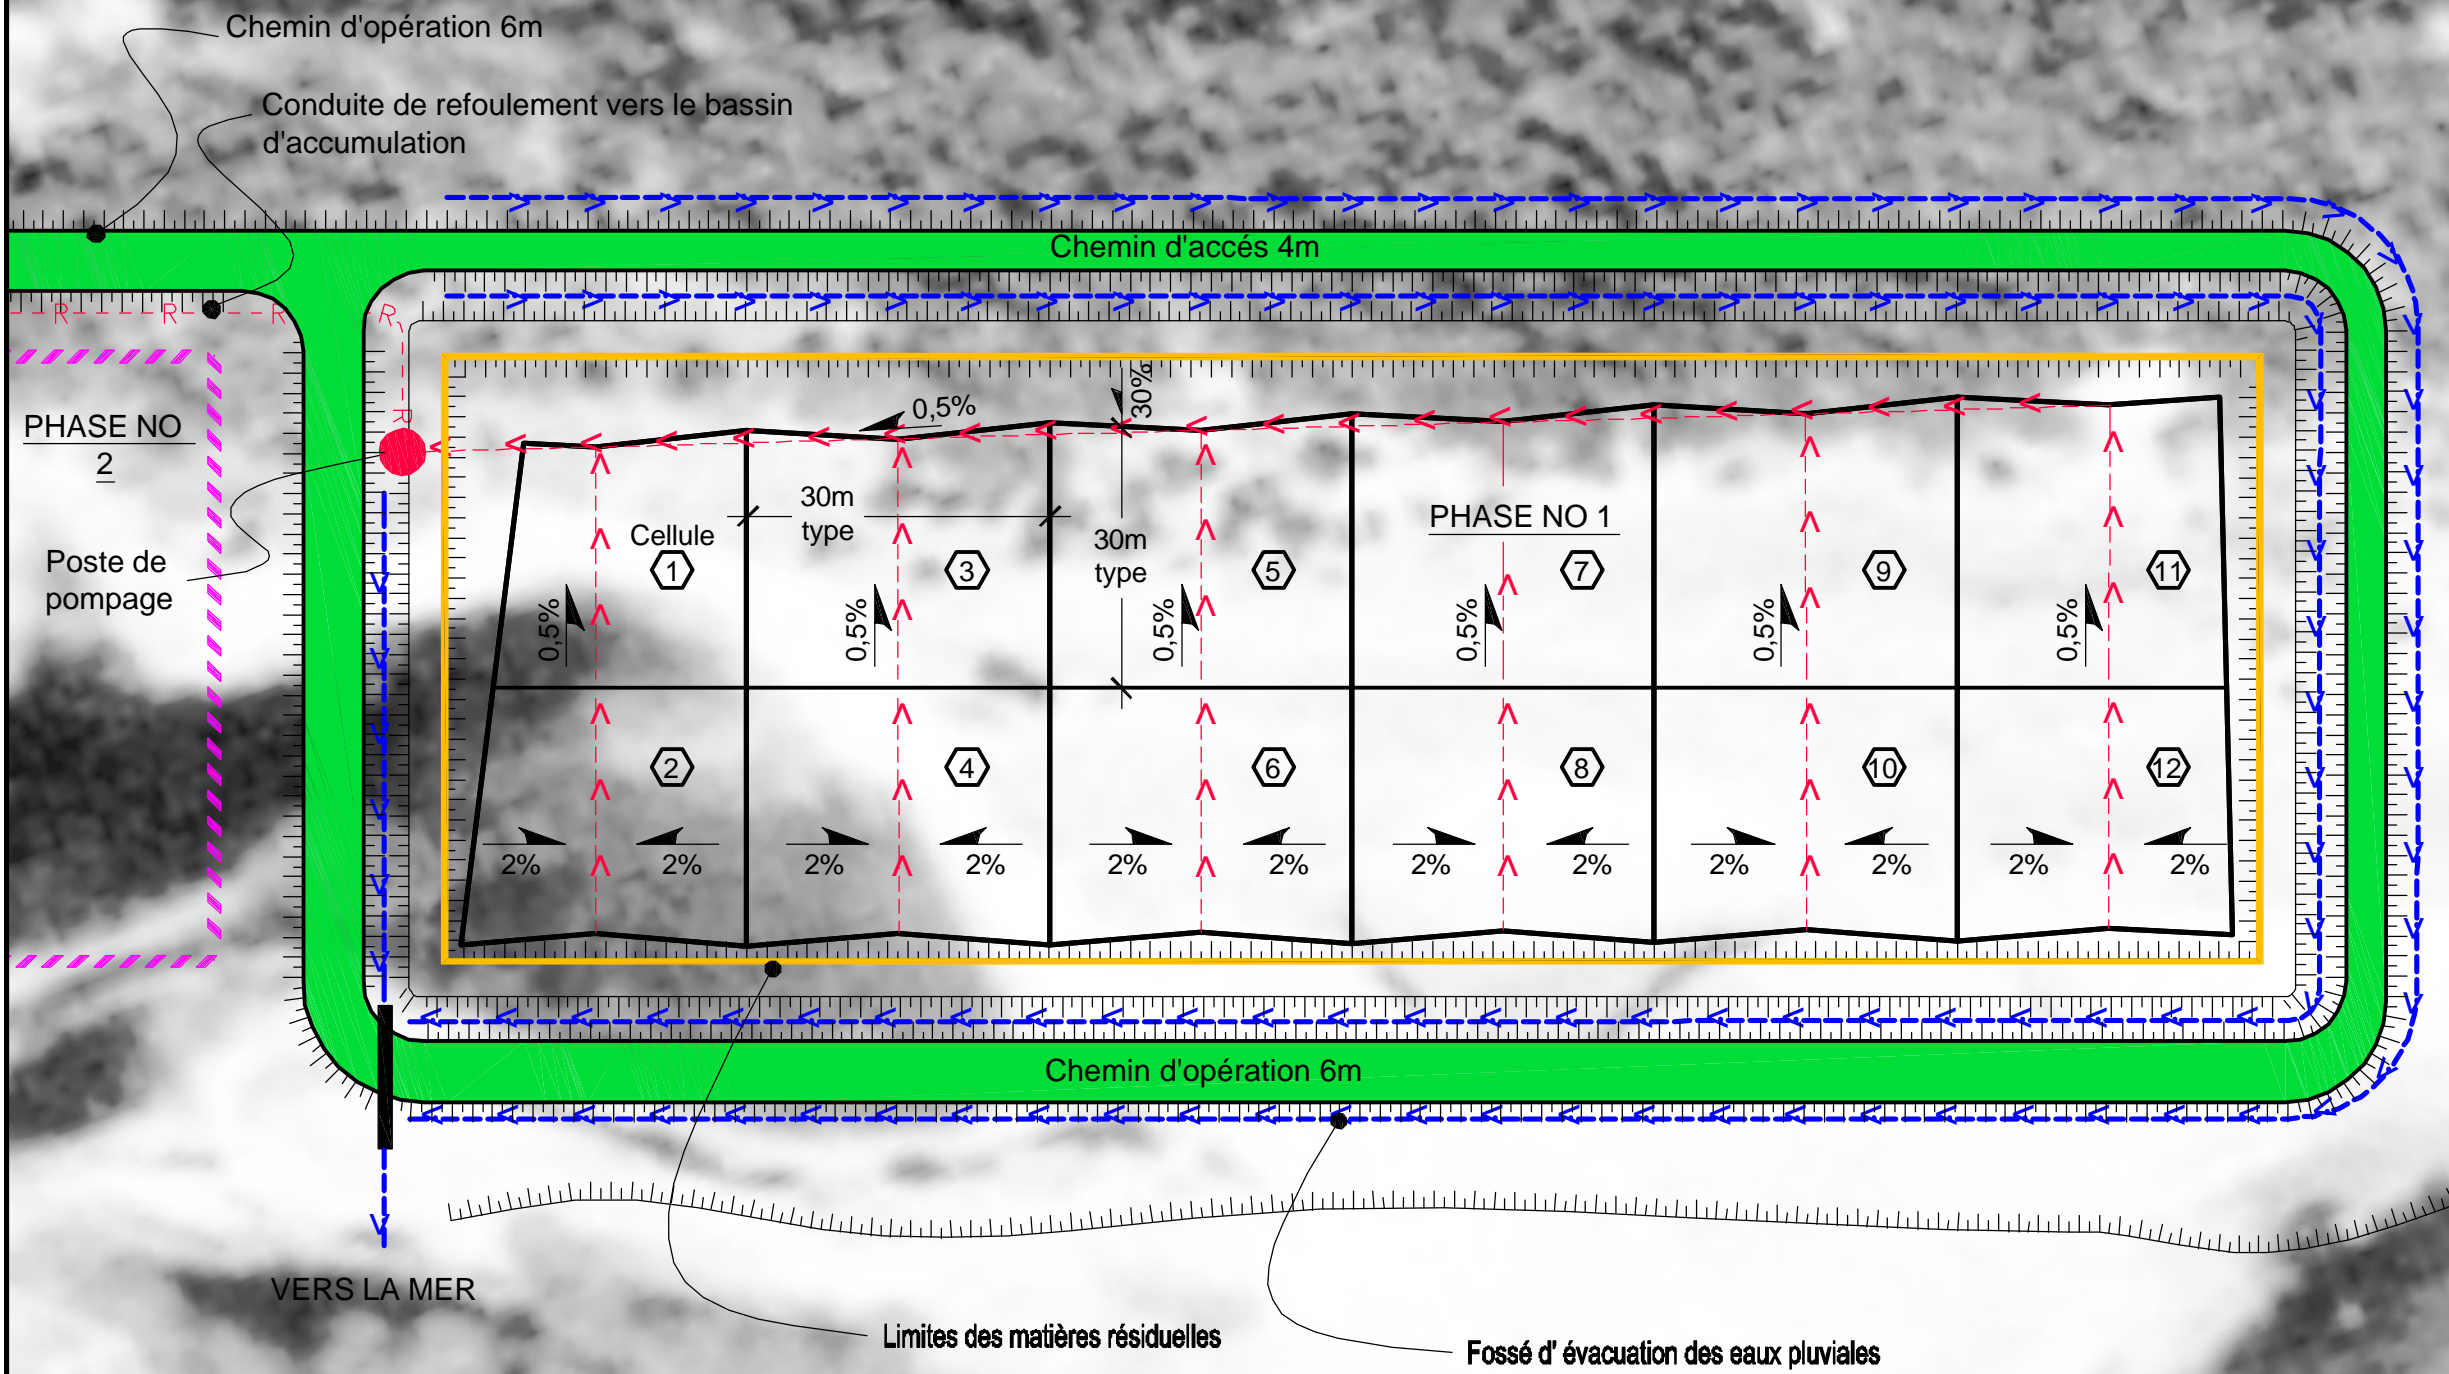 Chemin d'opération 6m
Conduite de refoulement vers le bassin
d'accumulation
Chemin d'accés 4m
R R R R
R
30%
0,5%
PHASE NO
2
30m
type
Cellule
PHASE NO 1
30m
type
Poste de
pompage
1 3 5 7 9 11
0,5% 0,5% 0,5% 0,5% 0,5% 0,5%
2 4 6 8 10 12
2% 2% 2% 2% 2% 2% 2% 2% 2% 2% 2% 2%
Chemin d'opération 6m
VERS LA MER
Limites des matières résiduelles
Fossé d' évacuation des eaux pluviales